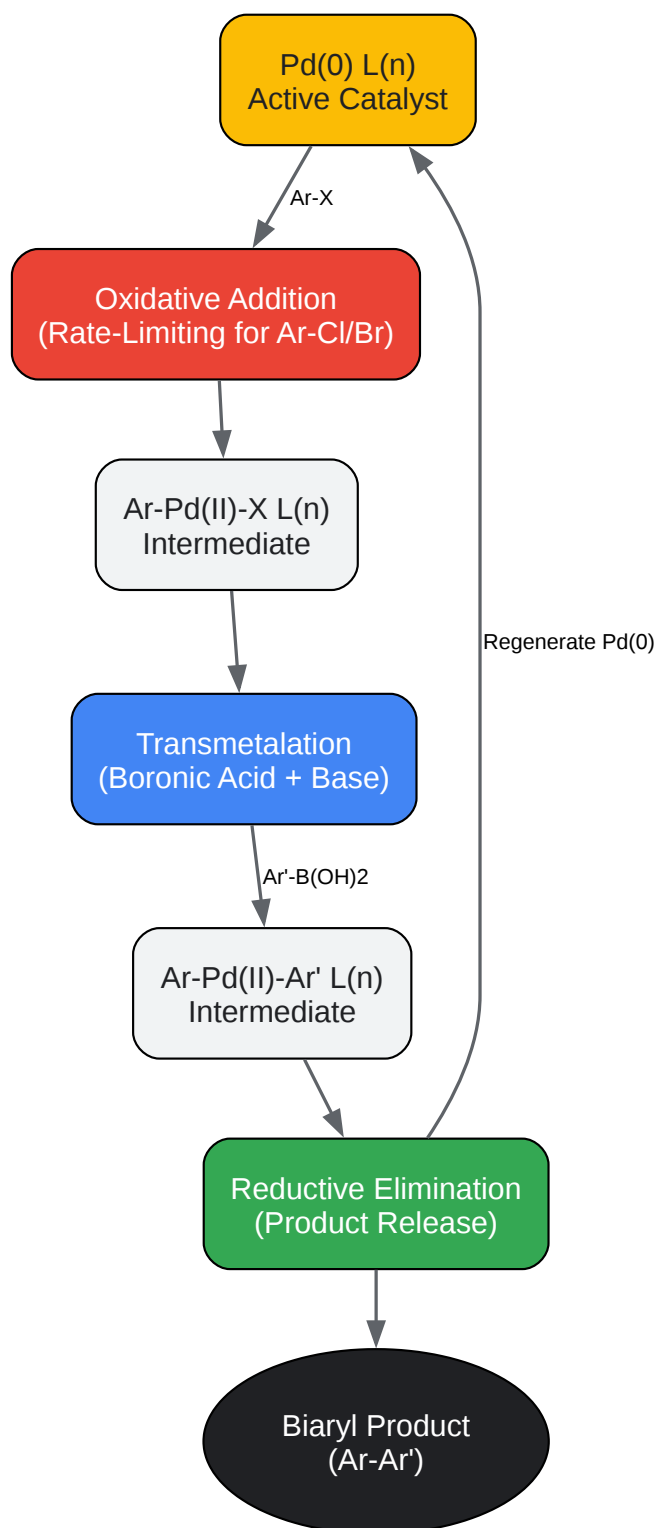 Pd(0) L(n)
Active Catalyst
Ar-X
Oxidative Addition
(Rate-Limiting for Ar-Cl/Br)
Ar-Pd(II)-X L(n)
Intermediate
Regenerate Pd(0)
Transmetalation
(Boronic Acid + Base)
Ar'-B(OH)2
Ar-Pd(II)-Ar' L(n)
Intermediate
Reductive Elimination
(Product Release)
Biaryl Product
(Ar-Ar')